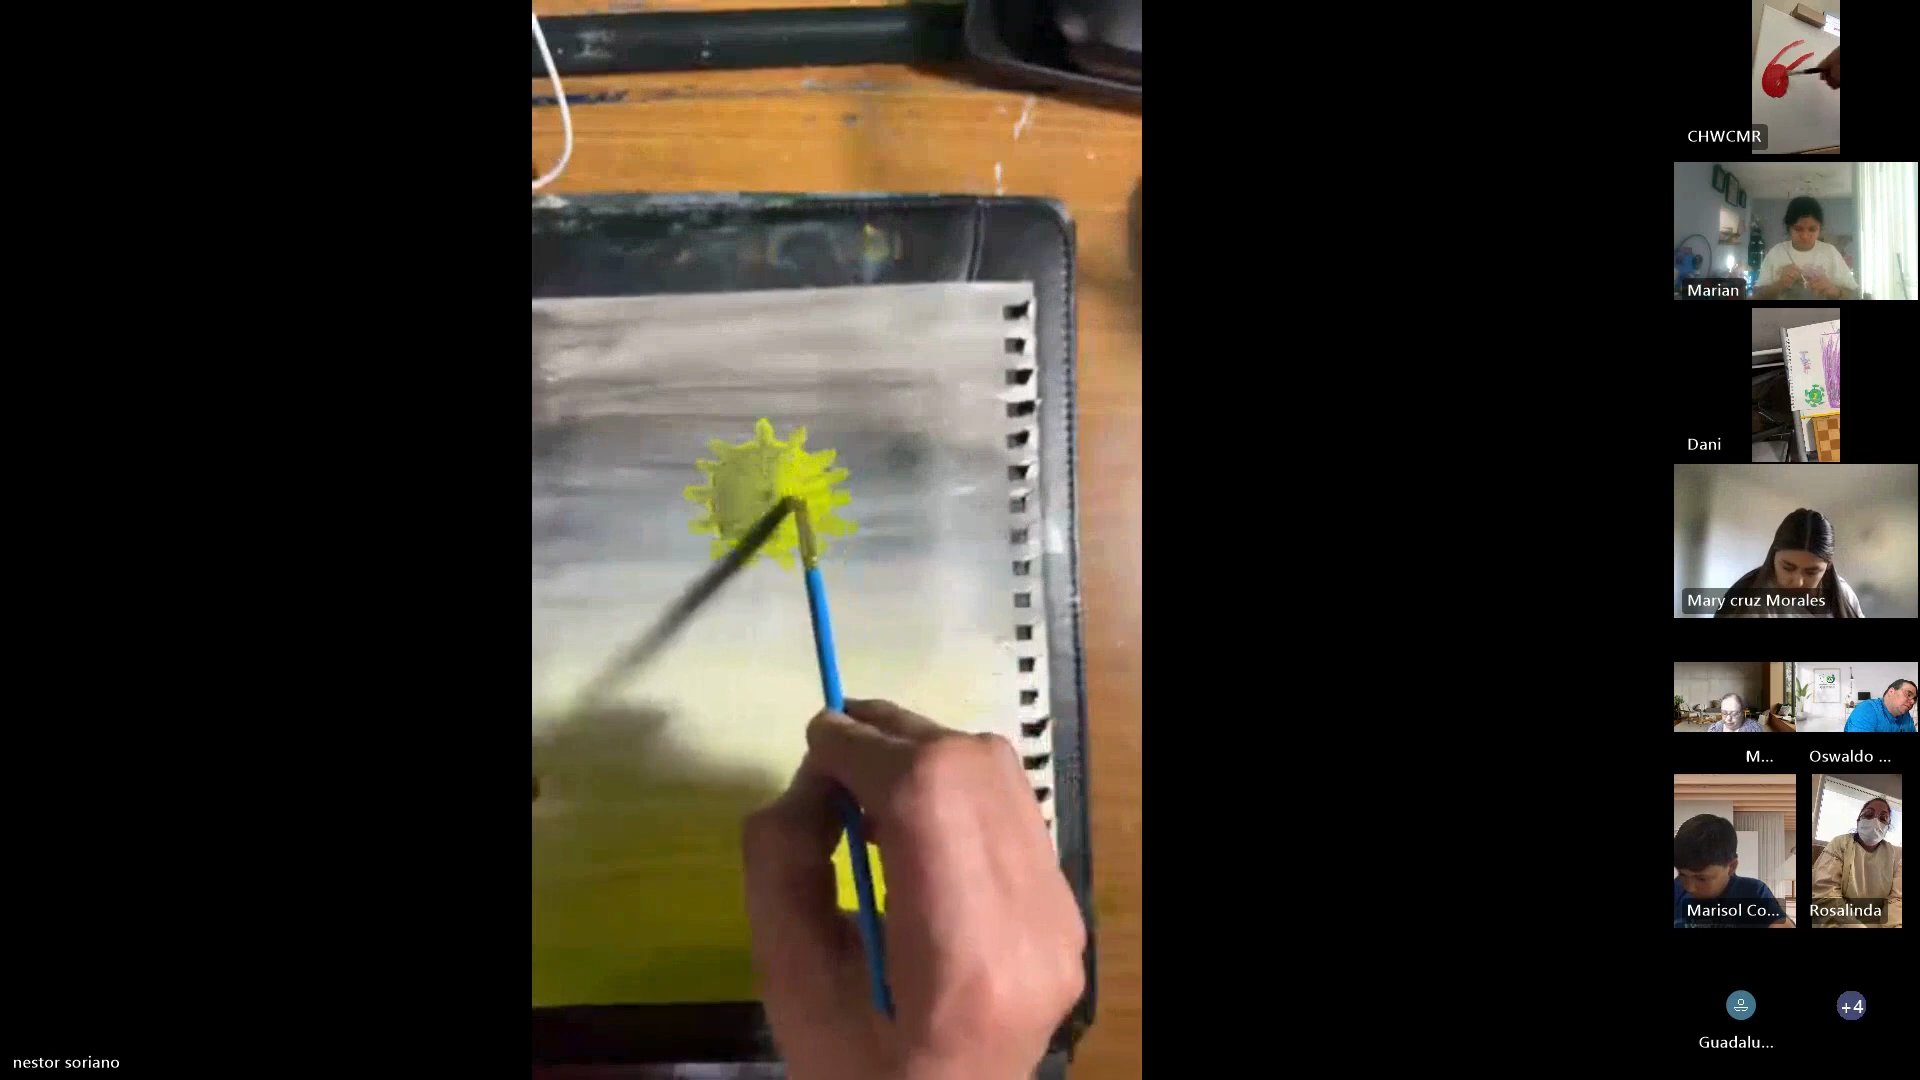 CHWCMR
Marian
Dani
Mary cruz Morales
M...
Oswaldo ...
Marisol Co...
Rosalinda
+4
Guadalu...
nestor soriano